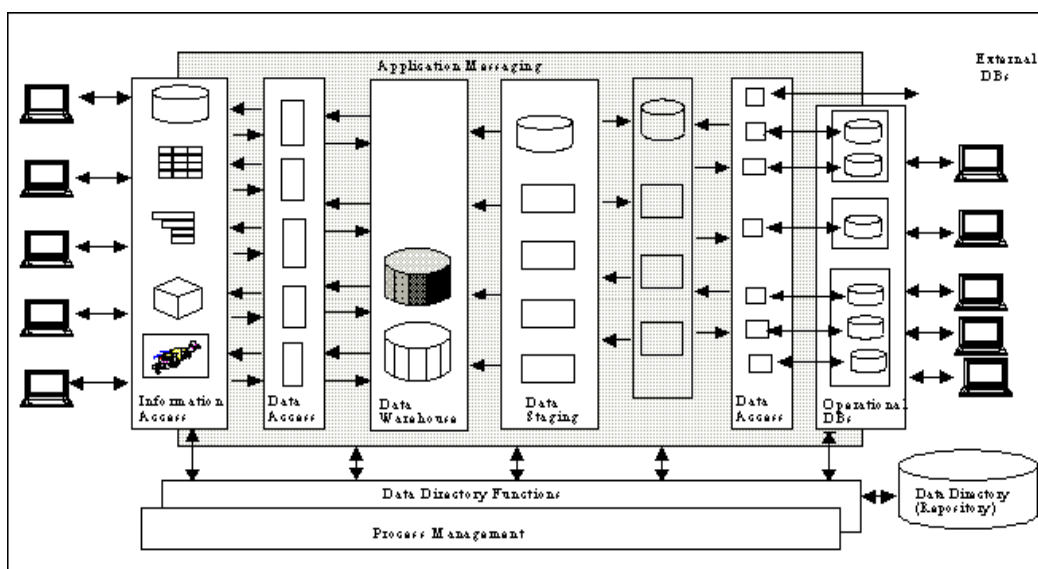 Application Messaging
External
DBs
Information
Access
Data
Access
Data
Warehouse
Data
Staging
Data
Access
Operational
DBs
Data Directory Functions
Data Directory
(Repository)
Process Management